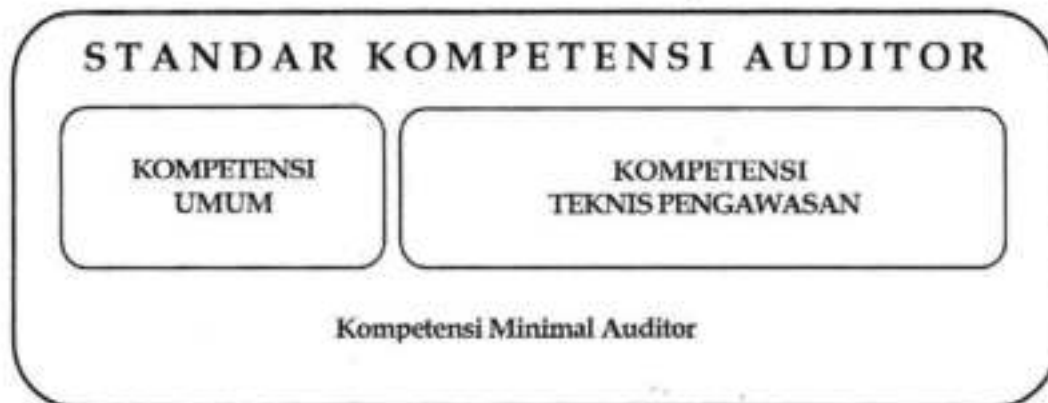 STANDAR KOMPETENSI AUDITOR
KOMPETENSI
UMUM
KOMPETENSI
TEKNIS PENGAWASAN
Kompetensi Minimal Auditor